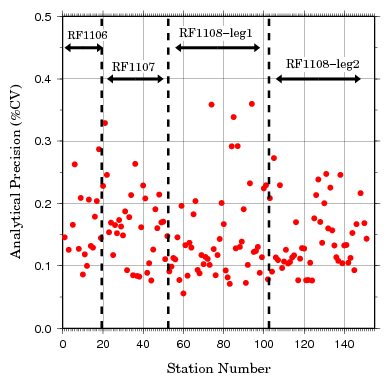 0.5
RF1106
RF1107
RF1108-leg1
RF1108-leg2
0.4
0.3
0.2
0.1
0.0
Analytical Precision (%CV)
0 20 40 60 80 100 120 140
Station Number